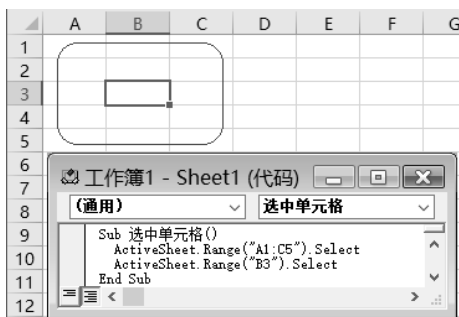 A B C D E F G
1
2
3
4
5
6
7
8
9
10
11
12
工作簿1 - Sheet1 (代码)
(通用) 选中单元格
Sub 选中单元格()
ActiveSheet.Range("A1:C5").Select
ActiveSheet.Range("B3").Select
End Sub